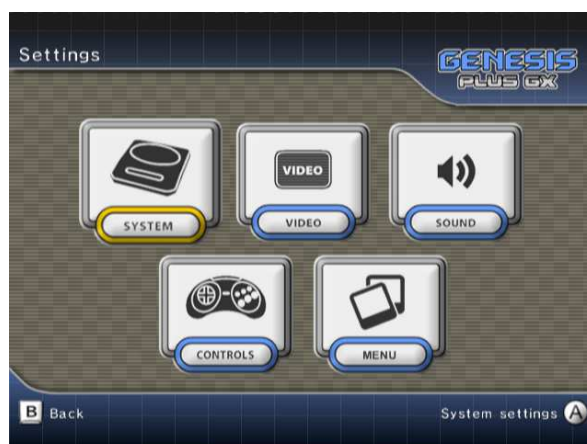 Settings
GENESIS
PLUS GX
VIDEO
SYSTEM
VIDEO
SOUND
CONTROLS
MENU
B Back
System settings A